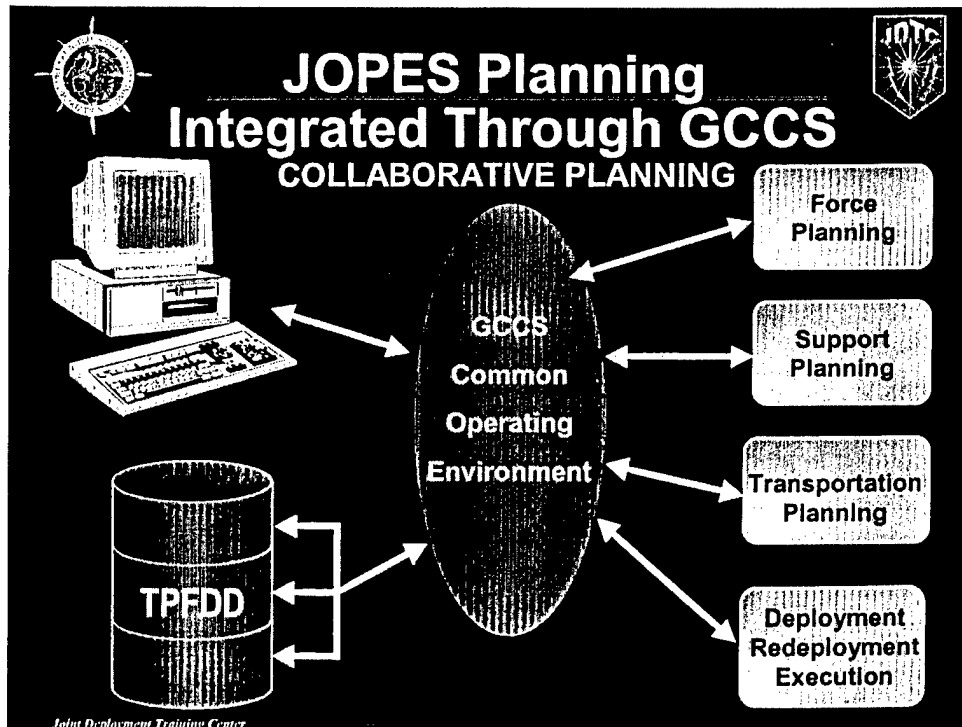 JOPES Planning
Integrated Through GCCS
COLLABORATIVE PLANNING
JDTC
GCCS
Common
Operating
Environment
TPFDD
Force
Planning
Support
Planning
Transportation
Planning
Deployment
Redeployment
Execution
Joint Deployment Training Center